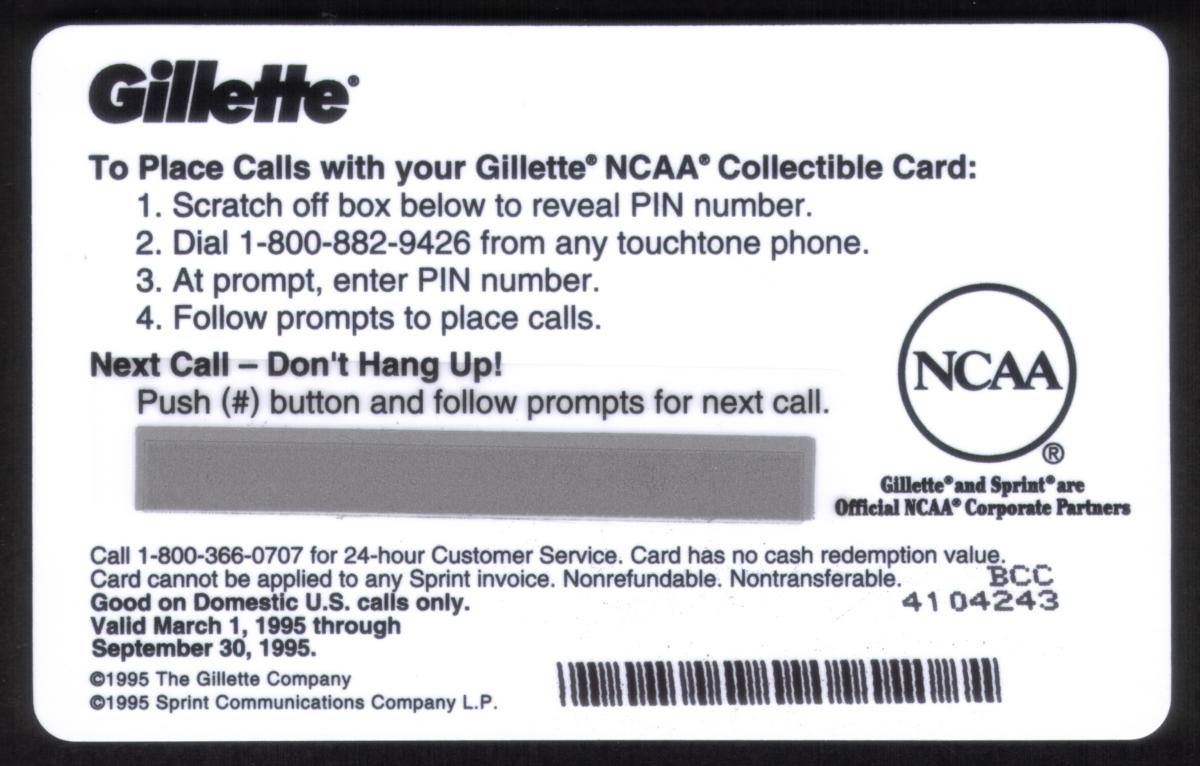 Gillette®
To Place Calls with your Gillette® NCAA® Collectible Card:
1. Scratch off box below to reveal PIN number.
2. Dial 1-800-882-9426 from any touchtone phone.
3. At prompt, enter PIN number.
4. Follow prompts to place calls.
Next Call – Don't Hang Up!
Push (#) button and follow prompts for next call.
NCAA®
Gillette® and Sprint® are
Official NCAA® Corporate Partners
Call 1-800-366-0707 for 24-hour Customer Service. Card has no cash redemption value.
Card cannot be applied to any Sprint invoice. Nonrefundable. Nontransferable.
Good on Domestic U.S. calls only.
Valid March 1, 1995 through
September 30, 1995.
BCC
41 04243
©1995 The Gillette Company
©1995 Sprint Communications Company L.P.